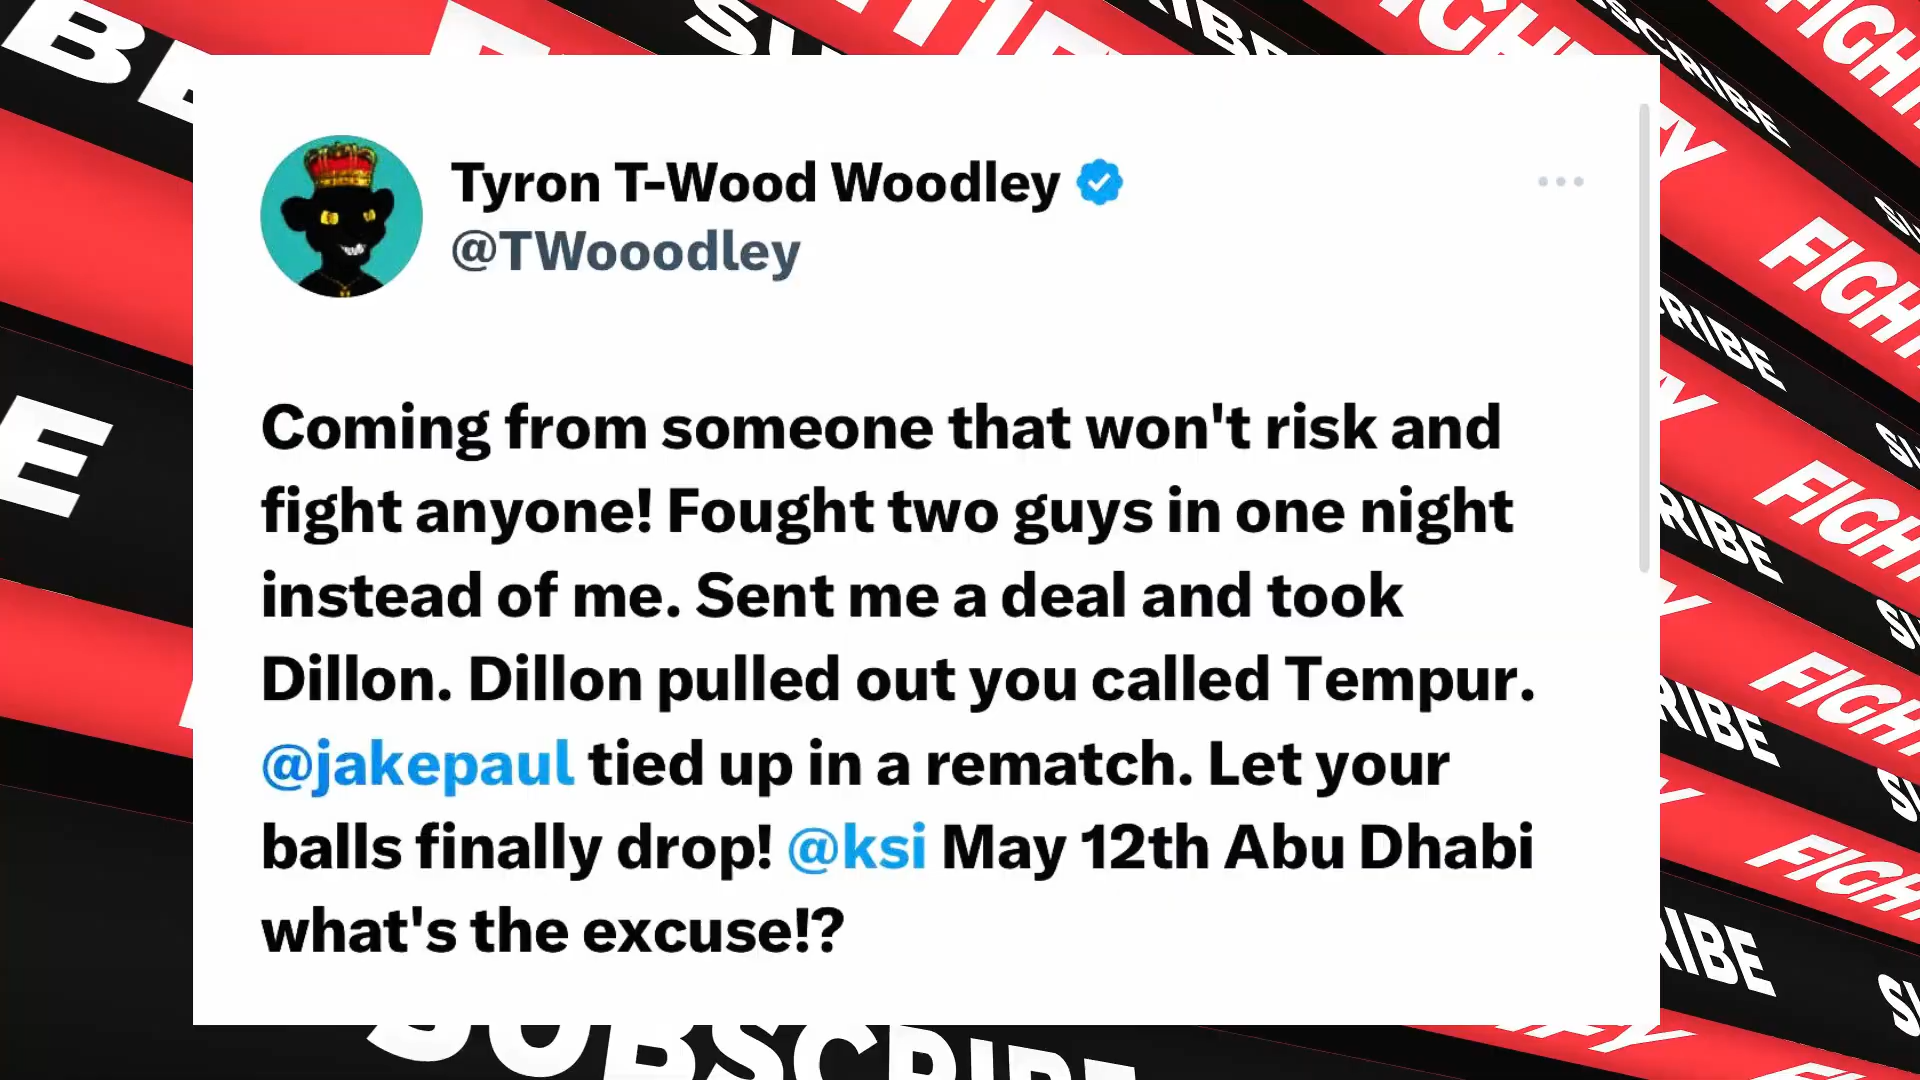 Tyron T-Wood Woodley
@TWooodley
Coming from someone that won't risk and
fight anyone! Fought two guys in one night
instead of me. Sent me a deal and took
Dillon. Dillon pulled out you called Tempur.
@jakepaul tied up in a rematch. Let your
balls finally drop! @ksi May 12th Abu Dhabi
what's the excuse!?
SUBSCRIBE